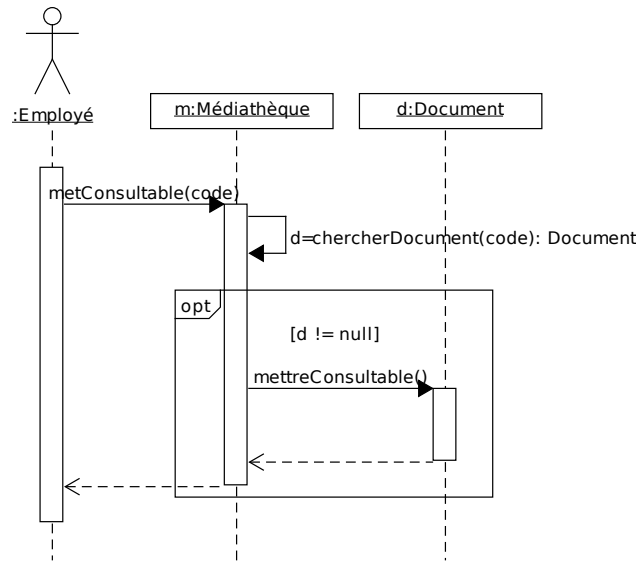 :Employé
m:Médiathèque
d:Document
metConsultable(code)
d=chercherDocument(code): Document
opt
[d != null]
mettreConsultable()